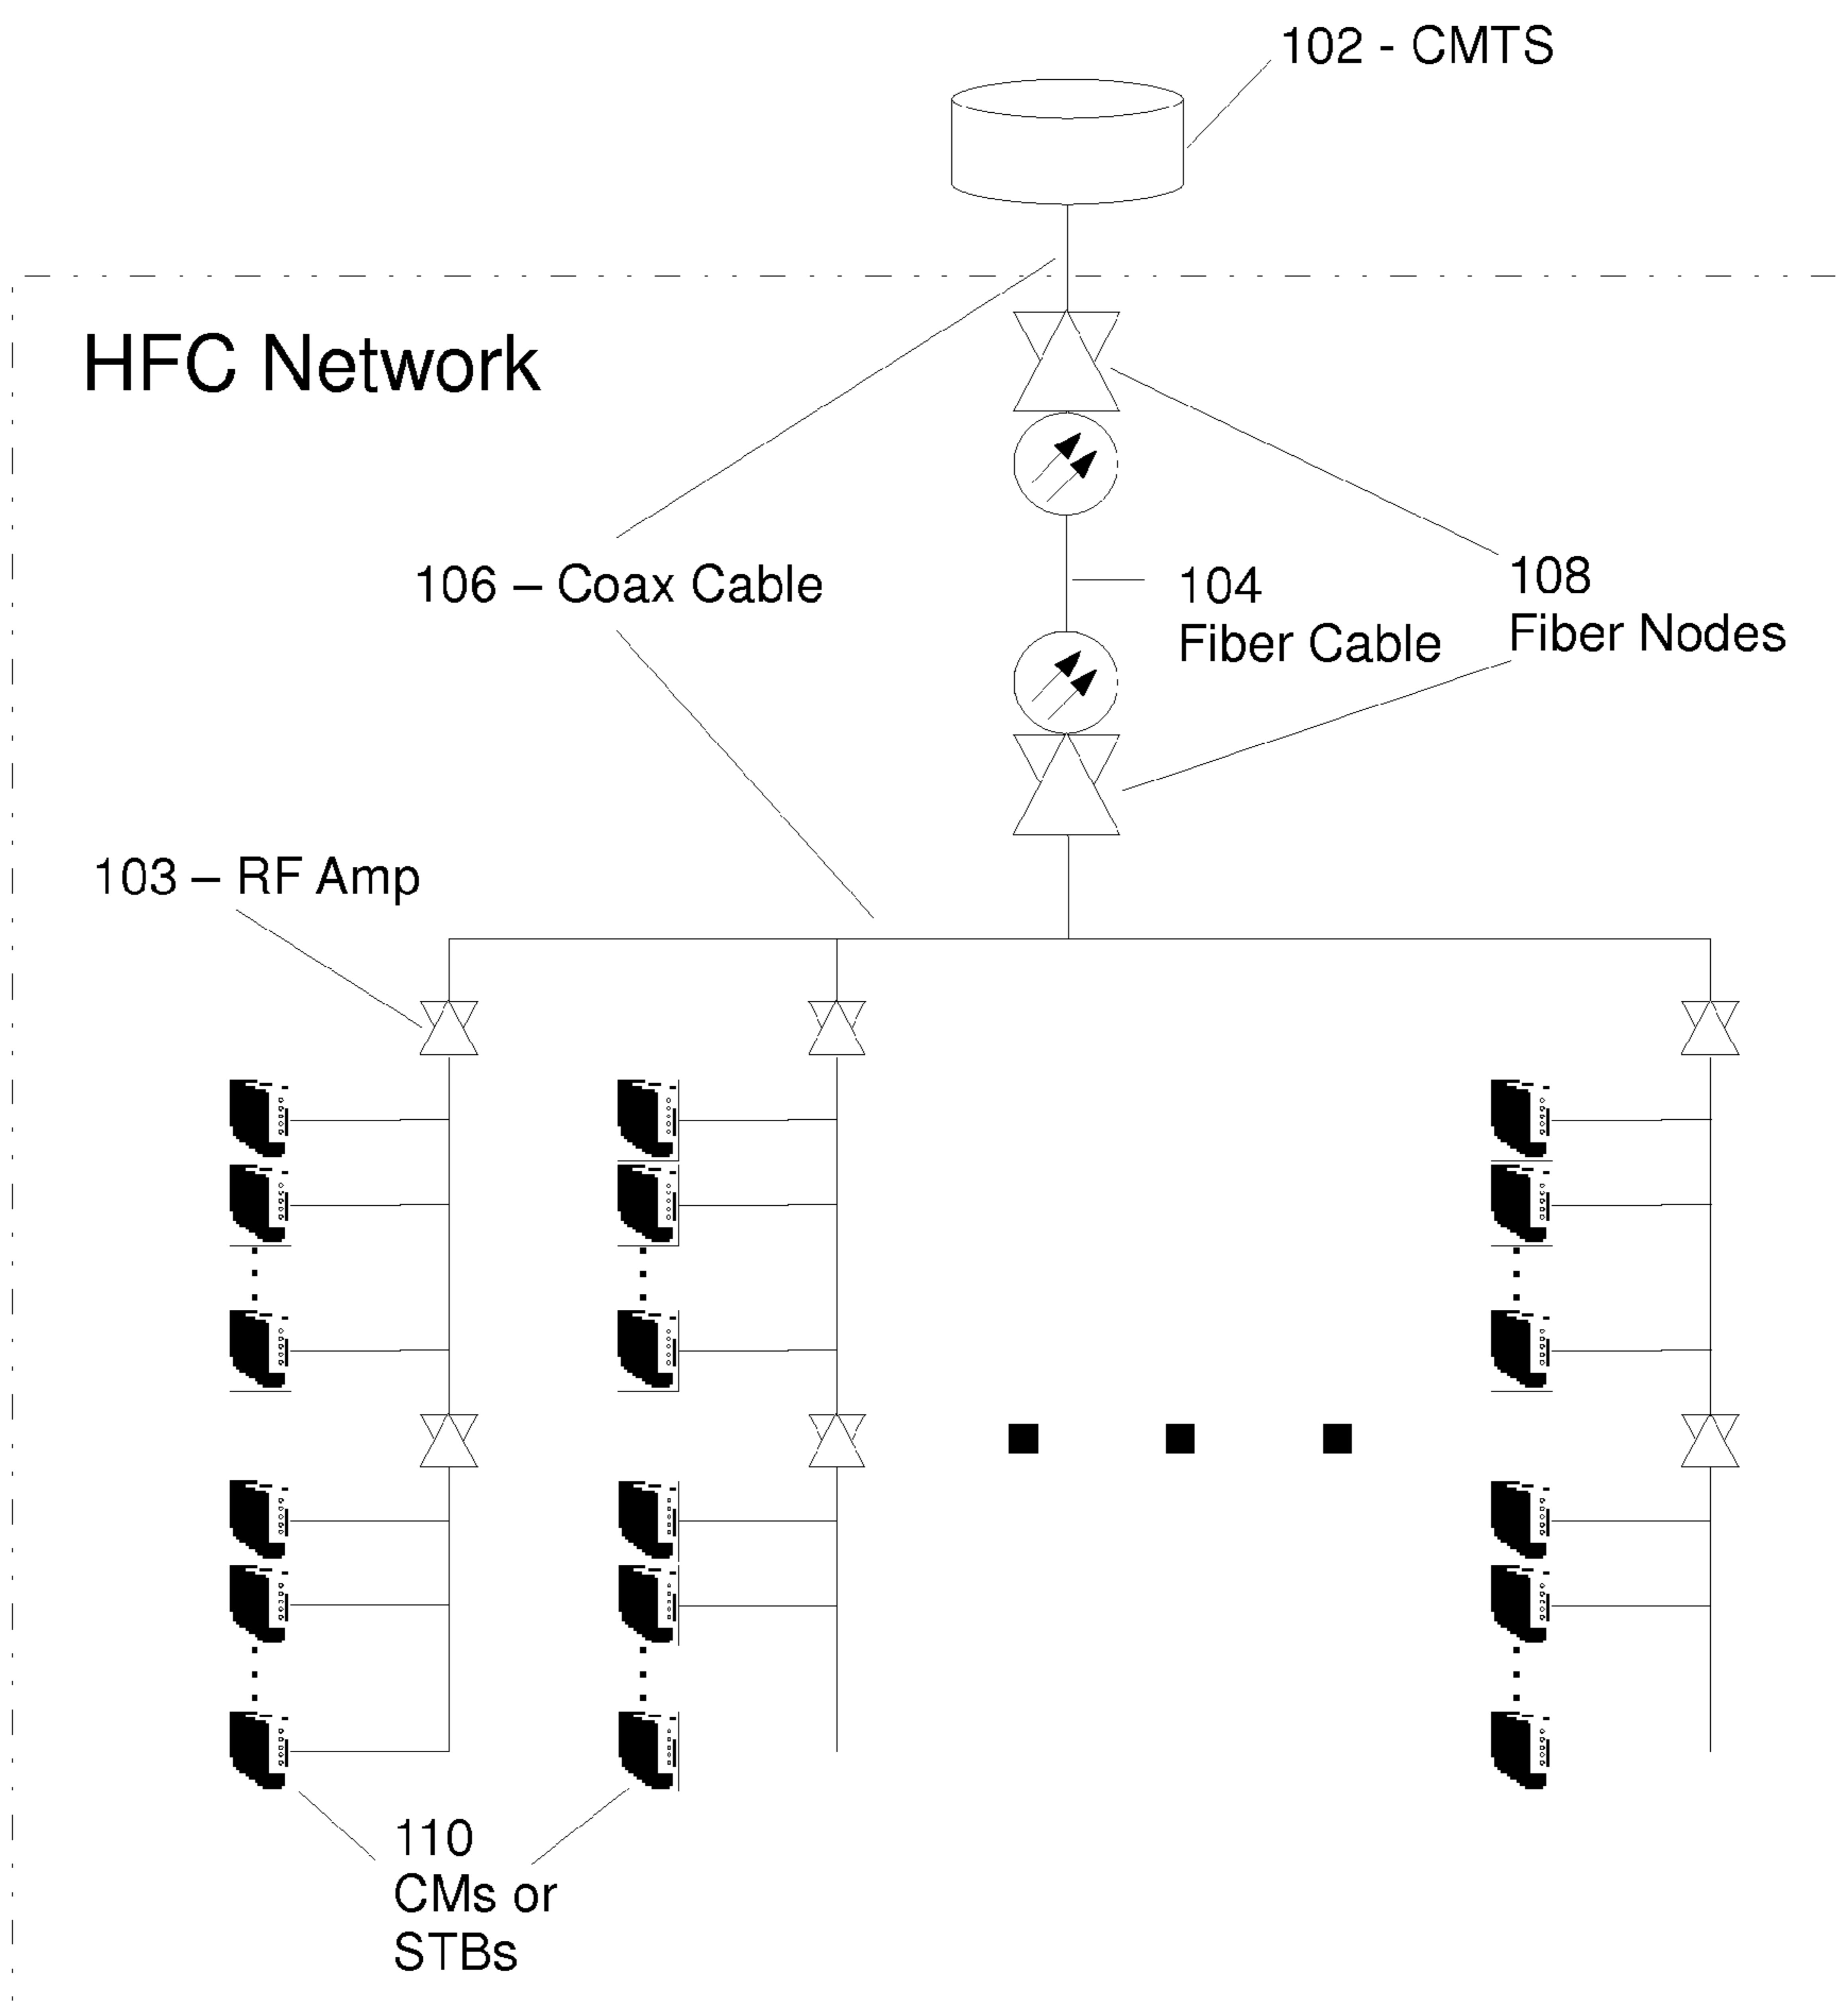 102 - CMTS
HFC Network
106 – Coax Cable
104
Fiber Cable
108
Fiber Nodes
103 – RF Amp
110
CMs or
STBs